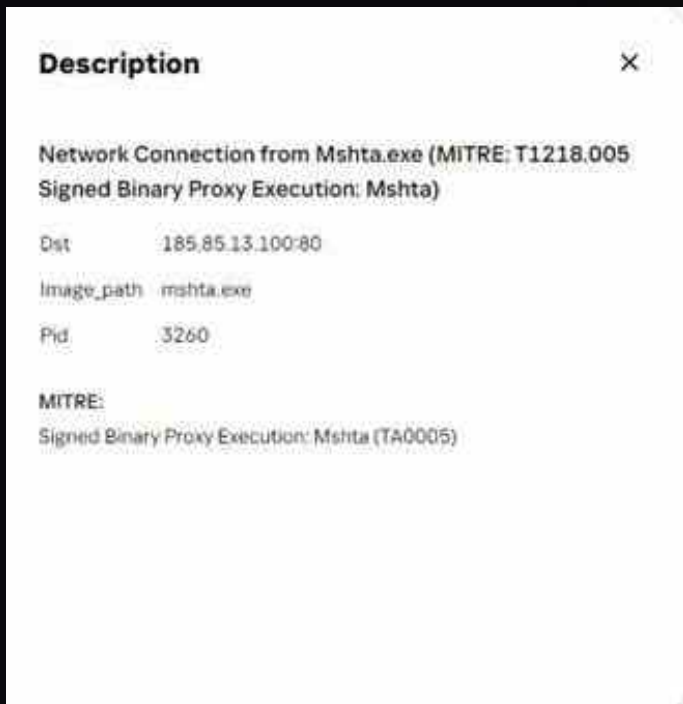 Description
Network Connection from Mshta.exe (MITRE: T1218.005
Signed Binary Proxy Execution: Mshta)
Dst 185.85.13.100:80
Image_path mshta.exe
Pid 3260
MITRE:
Signed Binary Proxy Execution: Mshta (TA0005)